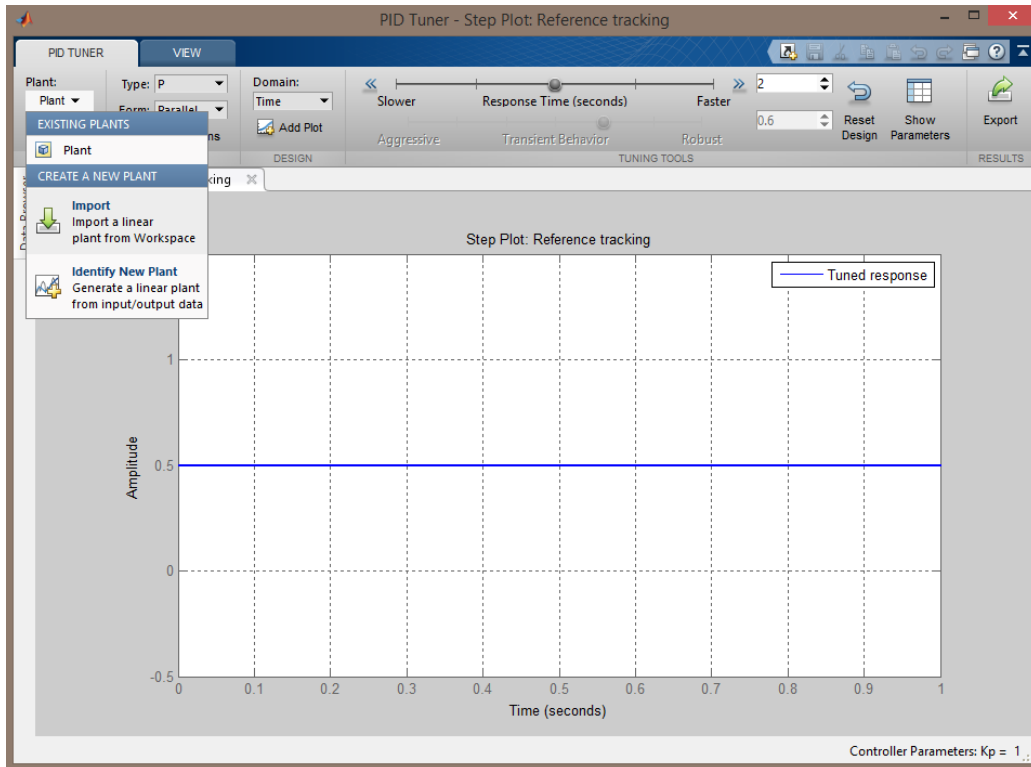 PID Tuner - Step Plot: Reference tracking
PID TUNER
VIEW
Plant:
Plant
Type: P
Form: Parallel
ns
Domain:
Time
Add Plot
DESIGN
Slower
Response Time (seconds)
Faster
2
Aggressive
Transient Behavior
Robust
0.6
TUNING TOOLS
Reset
Design
Show
Parameters
Export
RESULTS
EXISTING PLANTS
Plant
CREATE A NEW PLANT
Import
Import a linear
plant from Workspace
Identify New Plant
Generate a linear plant
from input/output data
king
Step Plot: Reference tracking
Tuned response
1
0.5
0
-0.5
Amplitude
0 0.1 0.2 0.3 0.4 0.5 0.6 0.7 0.8 0.9 1
Time (seconds)
Controller Parameters: Kp = 1